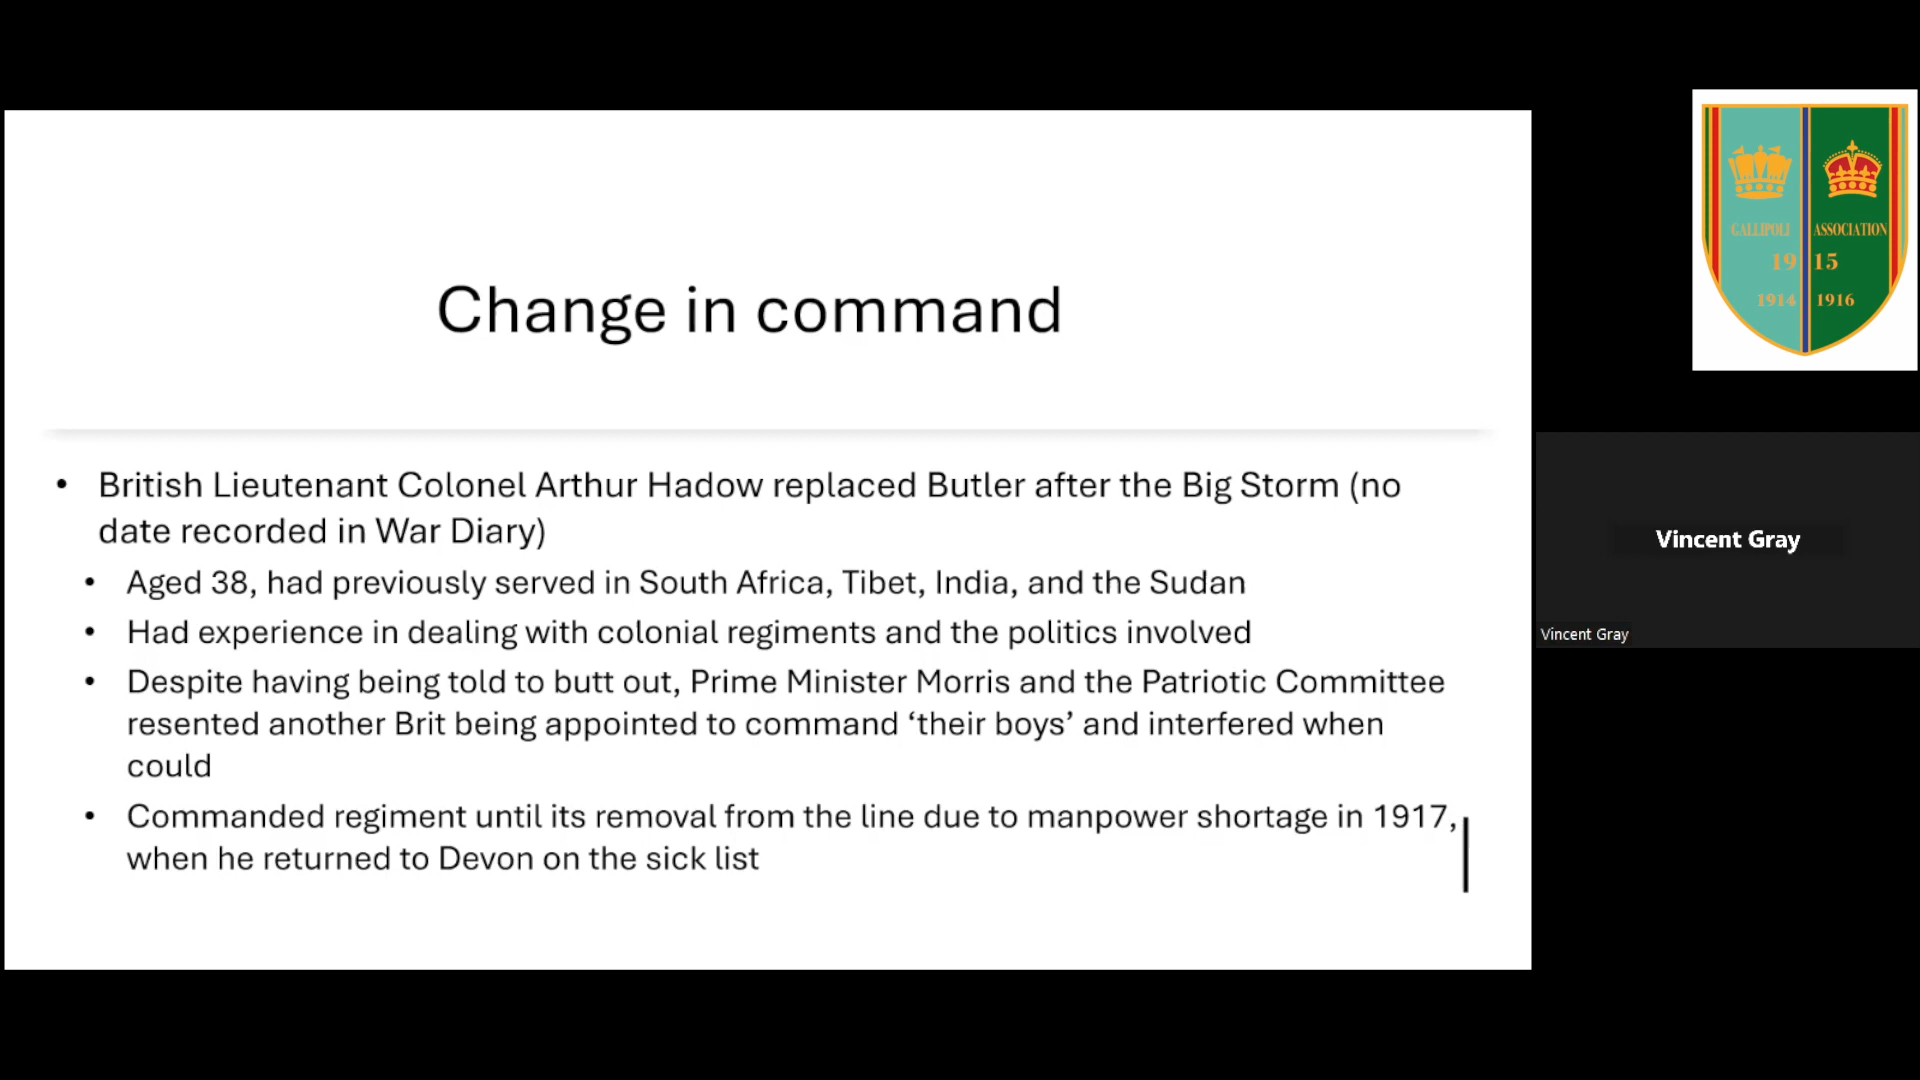 Change in command
• British Lieutenant Colonel Arthur Hadow replaced Butler after the Big Storm (no
date recorded in War Diary)
• Aged 38, had previously served in South Africa, Tibet, India, and the Sudan
• Had experience in dealing with colonial regiments and the politics involved
• Despite having being told to butt out, Prime Minister Morris and the Patriotic Committee
resented another Brit being appointed to command ‘their boys’ and interfered when
could
• Commanded regiment until its removal from the line due to manpower shortage in 1917,
when he returned to Devon on the sick list
GALLIPOLI ASSOCIATION
19 15
1914 1916
Vincent Gray
Vincent Gray